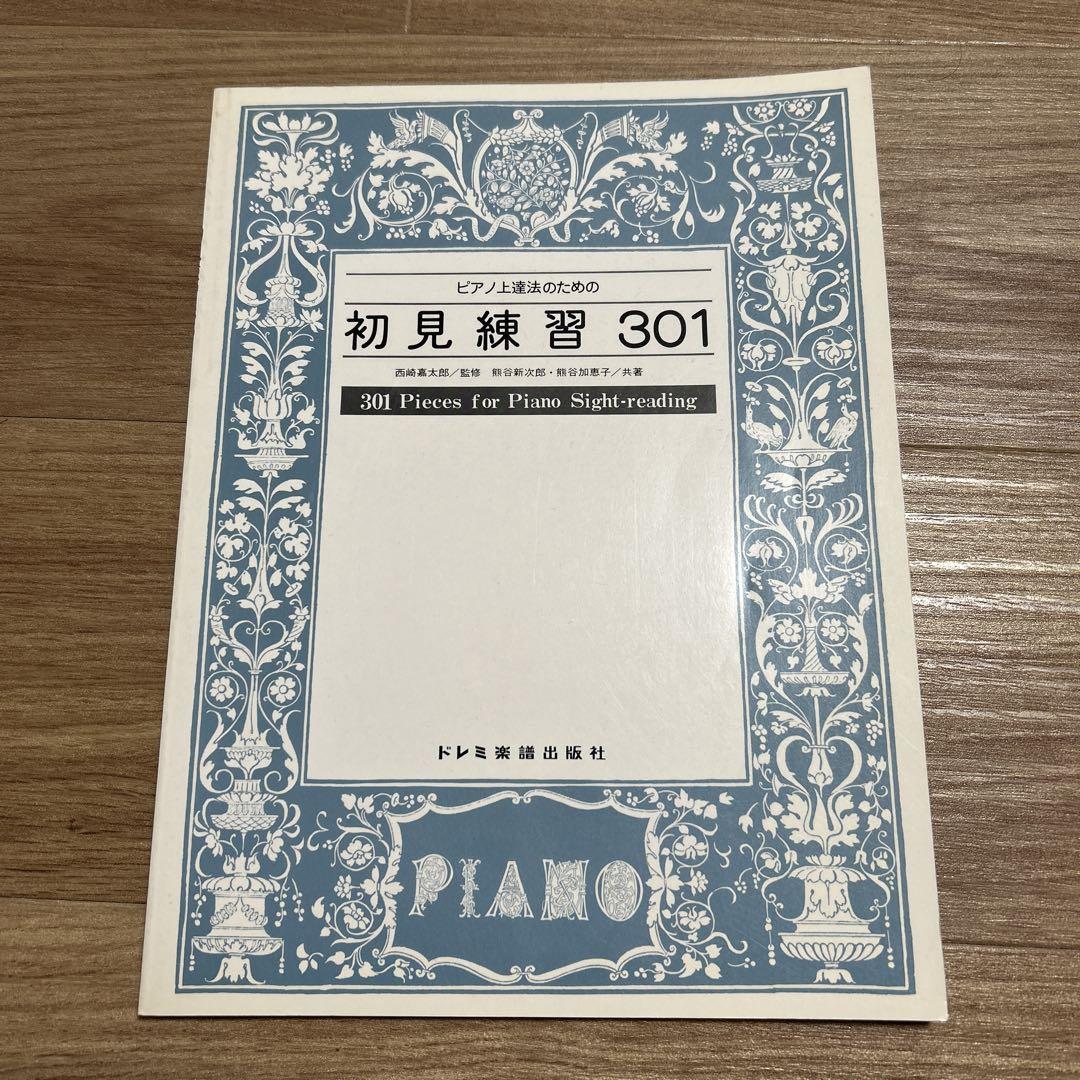 ピアノ上達法のための
初見練習 301
西崎嘉太郎／監修 熊谷新次郎・熊谷加恵子／共著
301 Pieces for Piano Sight-reading
ドレミ楽譜出版社
PIANO